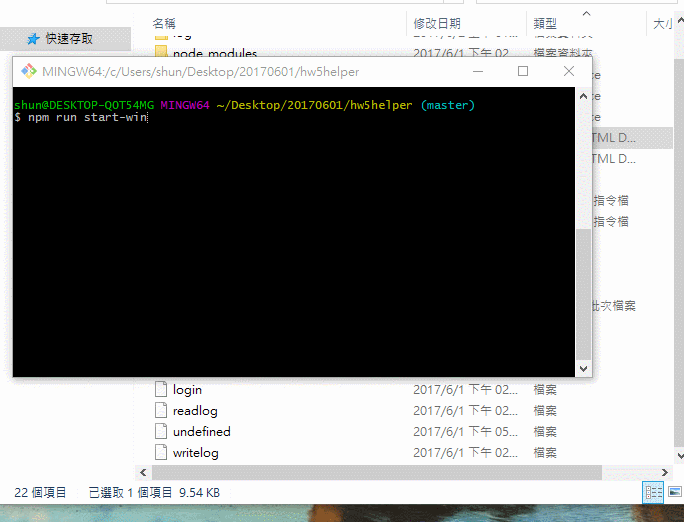 名稱 修改日期 類型 大小
快速存取
node_modules 2017/6/1 下午 02... 檔案資料夾
MINGW64:/c/Users/shun/Desktop/20170601/hw5helper
shun@DESKTOP-QOT54MG MINGW64 ~/Desktop/20170601/hw5helper (master)
$ npm run start-win
TML D...
TML D...
指令檔
指令檔
批次檔案
login 2017/6/1 下午 02... 檔案
readlog 2017/6/1 下午 02... 檔案
undefined 2017/6/1 下午 05... 檔案
writelog 2017/6/1 下午 02... 檔案
22 個項目 已選取 1 個項目 9.54 KB